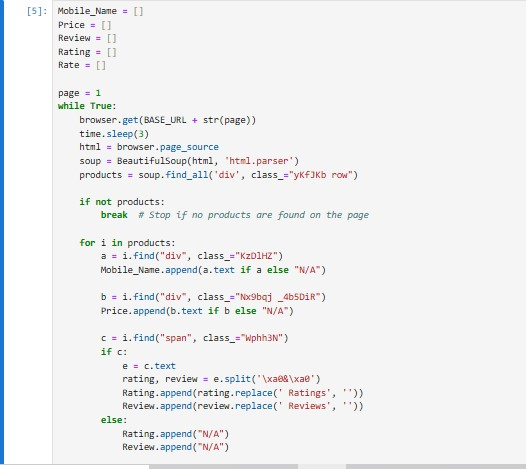 [5]: Mobile_Name = []
Price = []
Review = []
Rating = []
Rate = []
page = 1
while True:
browser.get(BASE_URL + str(page))
time.sleep(3)
html = browser.page_source
soup = BeautifulSoup(html, 'html.parser')
products = soup.find_all('div', class_="yKfJKb row")
if not products:
break  # Stop if no products are found on the page
for i in products:
a = i.find("div", class_="KzDlHZ")
Mobile_Name.append(a.text if a else "N/A")
b = i.find("div", class_="Nx9bqj _4b5DiR")
Price.append(b.text if b else "N/A")
c = i.find("span", class_="Wphh3N")
if c:
e = c.text
rating, review = e.split('\xa0&\xa0')
Rating.append(rating.replace(' Ratings', ''))
Review.append(review.replace(' Reviews', ''))
else:
Rating.append("N/A")
Review.append("N/A")